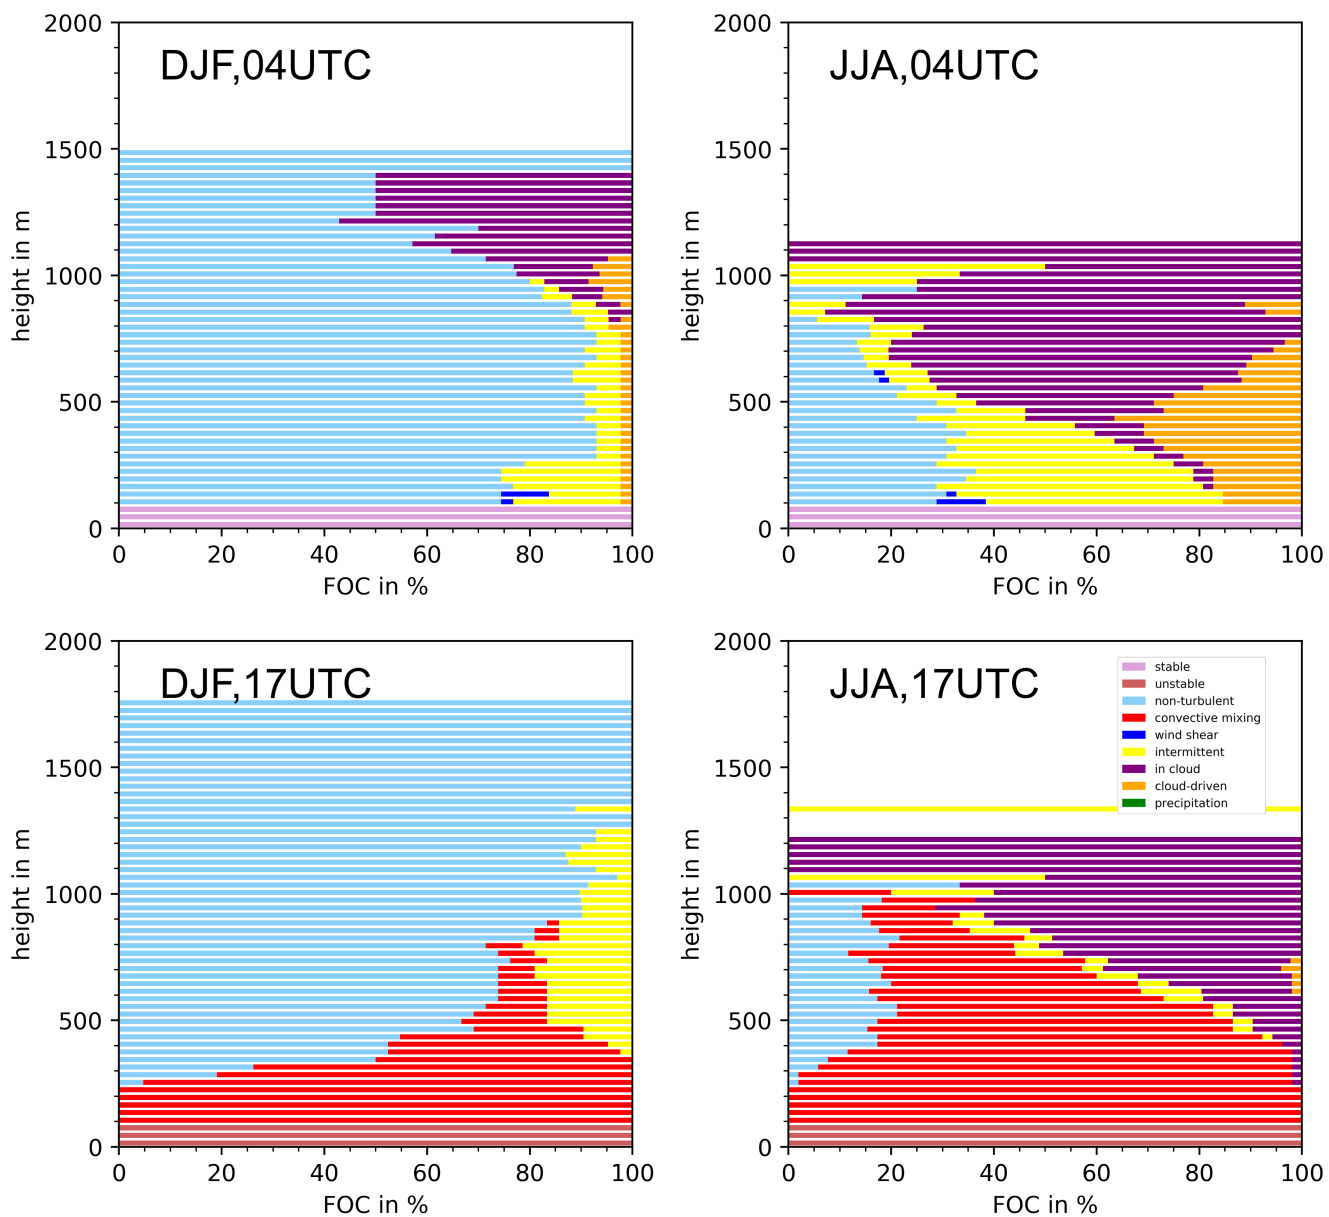 DJF,04UTC
2000
1500
1000
500
0
height in m
0 20 40 60 80 100
FOC in %
JJA,04UTC
2000
1500
1000
500
0
height in m
0 20 40 60 80 100
FOC in %
DJF,17UTC
2000
1500
1000
500
0
height in m
0 20 40 60 80 100
FOC in %
JJA,17UTC
2000
1500
1000
500
0
height in m
0 20 40 60 80 100
FOC in %
stable
unstable
non-turbulent
convective mixing
wind shear
intermittent
in cloud
cloud-driven
precipitation